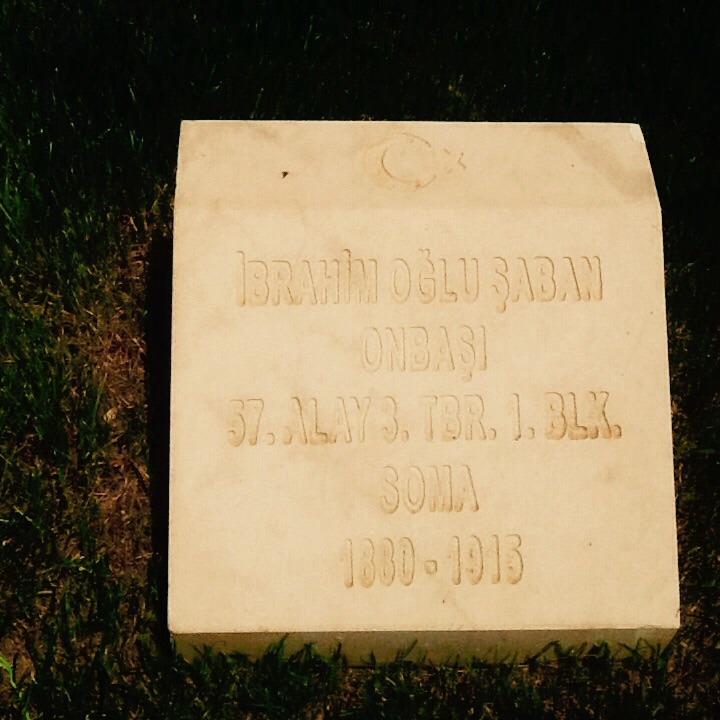 İBRAHİM OĞLU ŞABAN
ONBAŞI
57. ALAY 3. TBR. 1. BLK.
SOMA
1880 - 1915